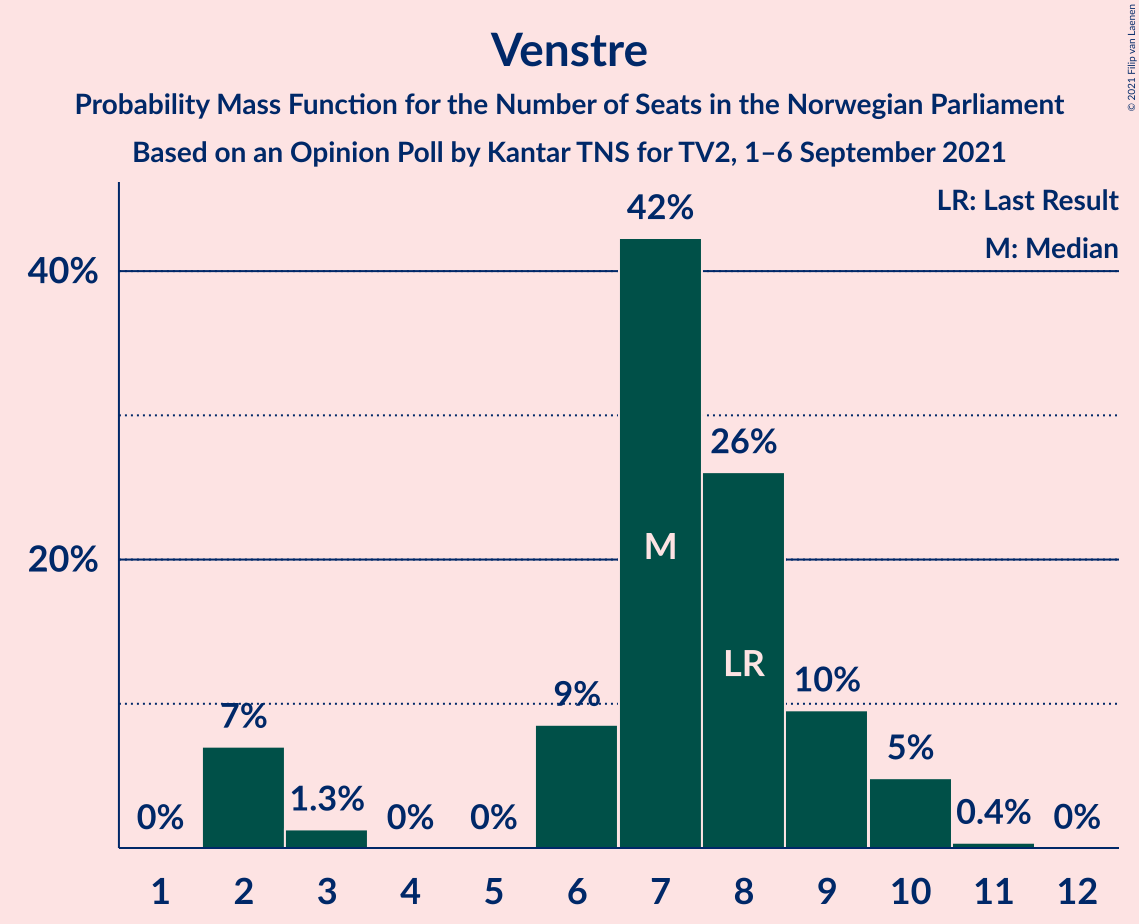 Venstre
Probability Mass Function for the Number of Seats in the Norwegian Parliament
Based on an Opinion Poll by Kantar TNS for TV2, 1–6 September 2021
© 2021 Filip van Laenen
LR: Last Result
M: Median
40%
20%
0%
7%
1.3%
0%
0%
9%
42%
26%
10%
5%
0.4%
0%
M
LR
1 2 3 4 5 6 7 8 9 10 11 12